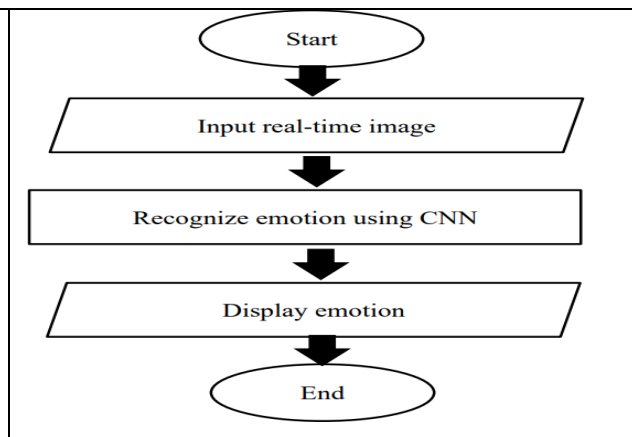 Start
Input real-time image
Recognize emotion using CNN
Display emotion
End